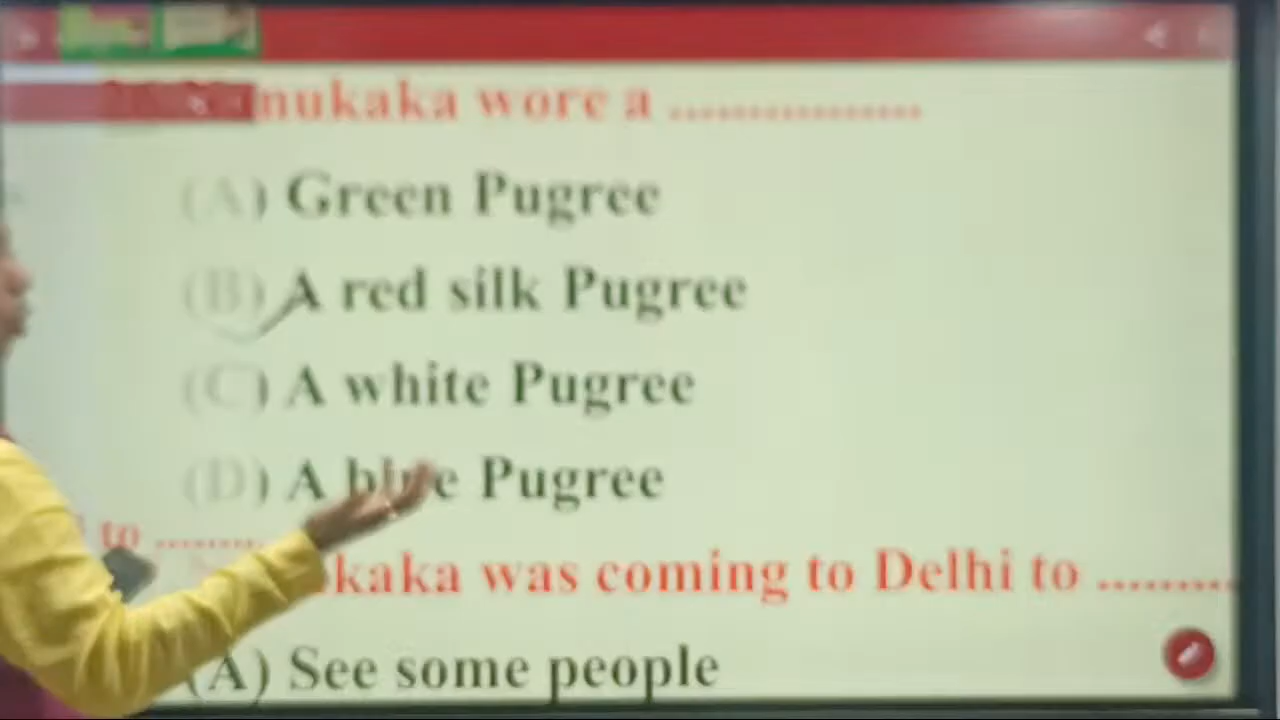 nukaka wore a ...............
(A) Green Pugree
(B) A red silk Pugree
(C) A white Pugree
(D) A blue Pugree
to ........
kaka was coming to Delhi to ........
(A) See some people